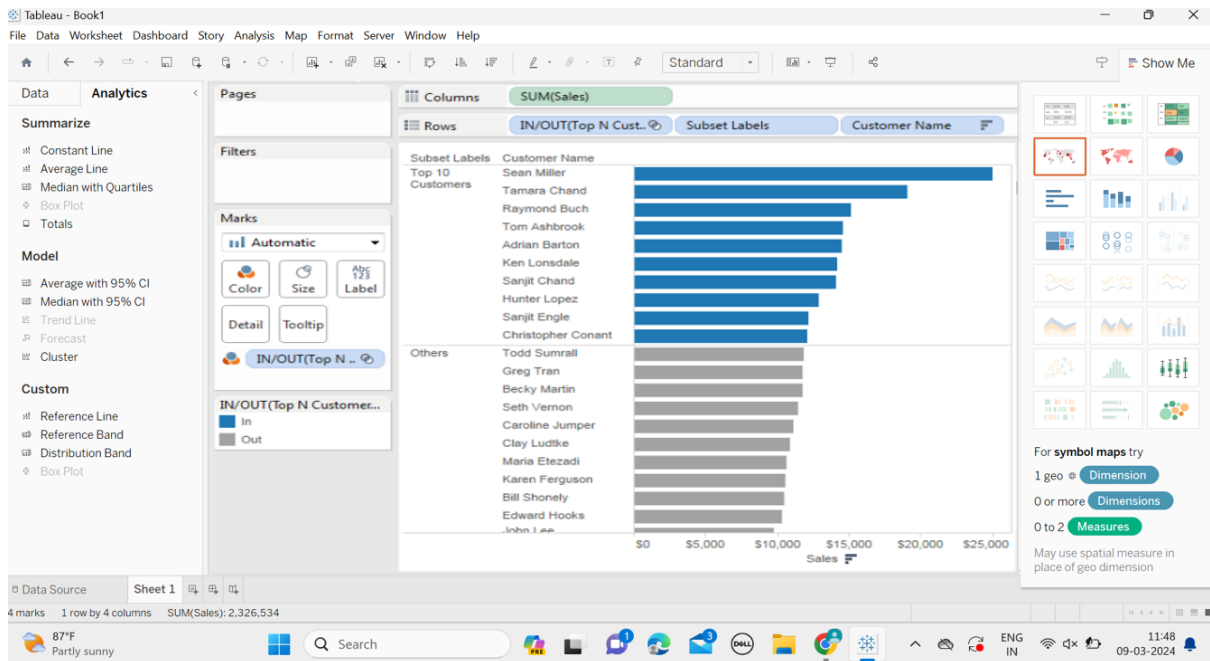 Tableau - Book1
File Data Worksheet Dashboard Story Analysis Map Format Server Window Help
Standard
Show Me
Data Analytics
Summarize
Constant Line
Average Line
Median with Quartiles
Box Plot
Totals
Model
Average with 95% CI
Median with 95% CI
Trend Line
Forecast
Cluster
Custom
Reference Line
Reference Band
Distribution Band
Box Plot
Pages
Filters
Marks
Automatic
Color Size Abc 123 Label
Detail Tooltip
IN/OUT(Top N ..
IN/OUT(Top N Customer...
In
Out
Columns SUM(Sales)
Rows IN/OUT(Top N Cust.. Subset Labels Customer Name
Subset Labels Customer Name
Top 10 Customers
Sean Miller
Tamara Chand
Raymond Buch
Tom Ashbrook
Adrian Barton
Ken Lonsdale
Sanjit Chand
Hunter Lopez
Sanjit Engle
Christopher Conant
Others
Todd Sumrall
Greg Tran
Becky Martin
Seth Vernon
Caroline Jumper
Clay Ludtke
Maria Etezadi
Karen Ferguson
Bill Shonely
Edward Hooks
John Lee
$0 $5,000 $10,000 $15,000 $20,000 $25,000
Sales
For symbol maps try
1 geo Dimension
0 or more Dimensions
0 to 2 Measures
May use spatial measure in
place of geo dimension
Data Source Sheet 1
4 marks 1 row by 4 columns SUM(Sales): 2,326,534
87°F
Partly sunny
Search
PRE
1
3
DELL
ENG
IN
11:48
09-03-2024